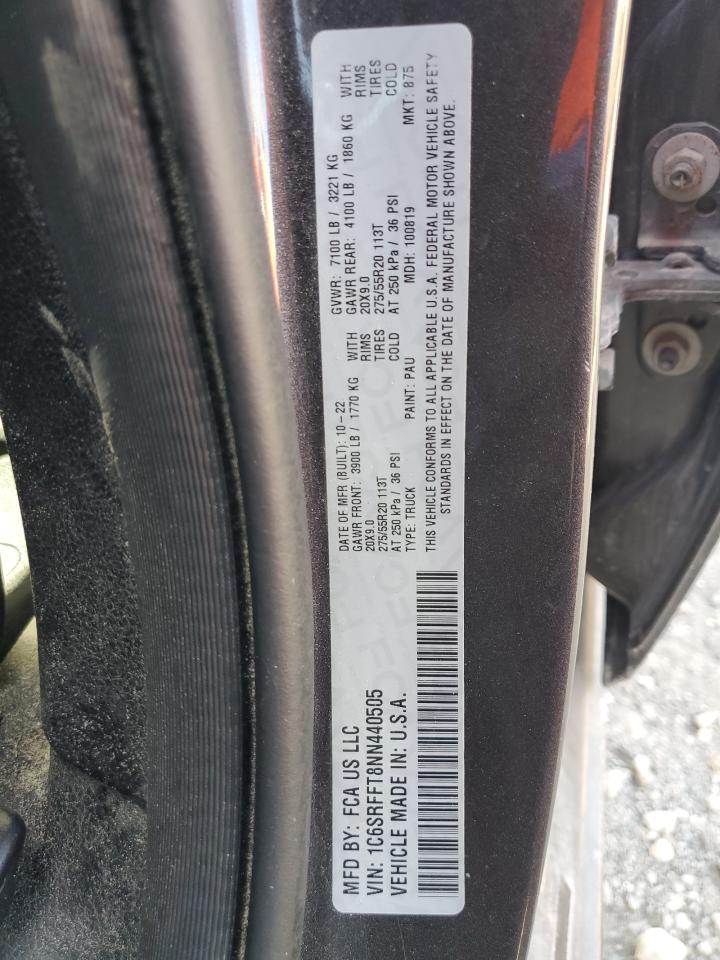 MFD BY: FCA US LLC
VIN: 1C6SRFFT8NN440505
VEHICLE MADE IN: U.S.A.
DATE OF MFR (BUILT): 10-22
GAWR FRONT: 3900 LB / 1770 KG WITH
20X9.0 RIMS
275/55R20 113T TIRES
AT 250 kPa / 36 PSI COLD
TYPE: TRUCK PAINT: PAU
GVWR: 7100 LB / 3221 KG
GAWR REAR: 4100 LB / 1860 KG WITH
20X9.0 RIMS
275/55R20 113T TIRES
AT 250 kPa / 36 PSI COLD
MDH: 100819 MKT: 875
THIS VEHICLE CONFORMS TO ALL APPLICABLE U.S.A. FEDERAL MOTOR VEHICLE SAFETY
STANDARDS IN EFFECT ON THE DATE OF MANUFACTURE SHOWN ABOVE.